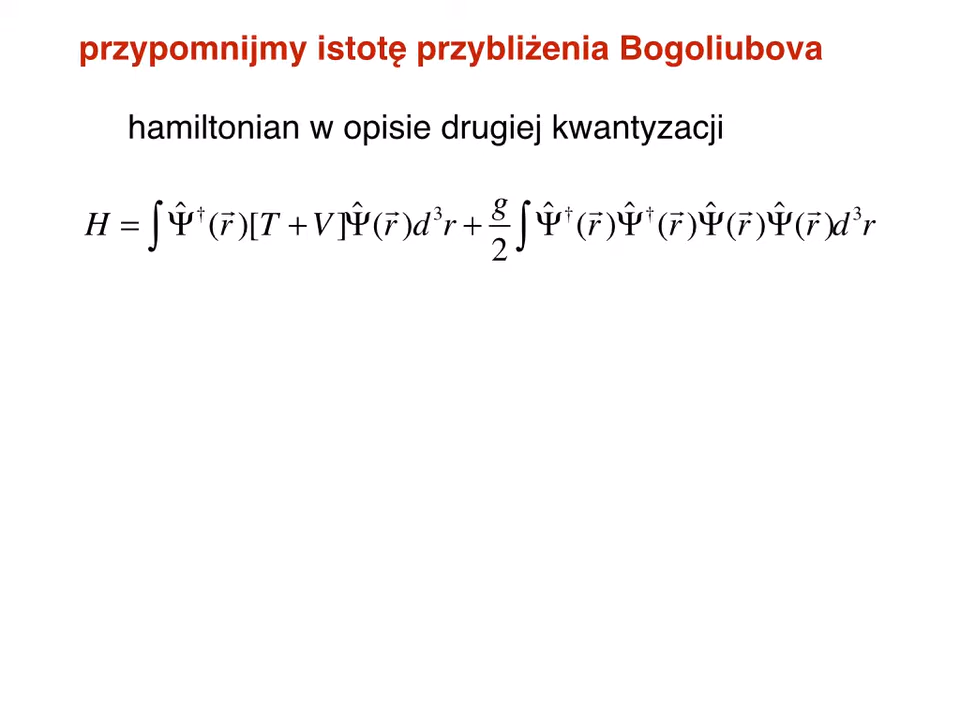 przypomnijmy istotę przybliżenia Bogoliubova
hamiltonian w opisie drugiej kwantyzacji
H = ∫ Ψ̂†(r⃗)[T + V]Ψ̂(r⃗)d³r + g/2 ∫ Ψ̂†(r⃗)Ψ̂†(r⃗)Ψ̂(r⃗)Ψ̂(r⃗)d³r